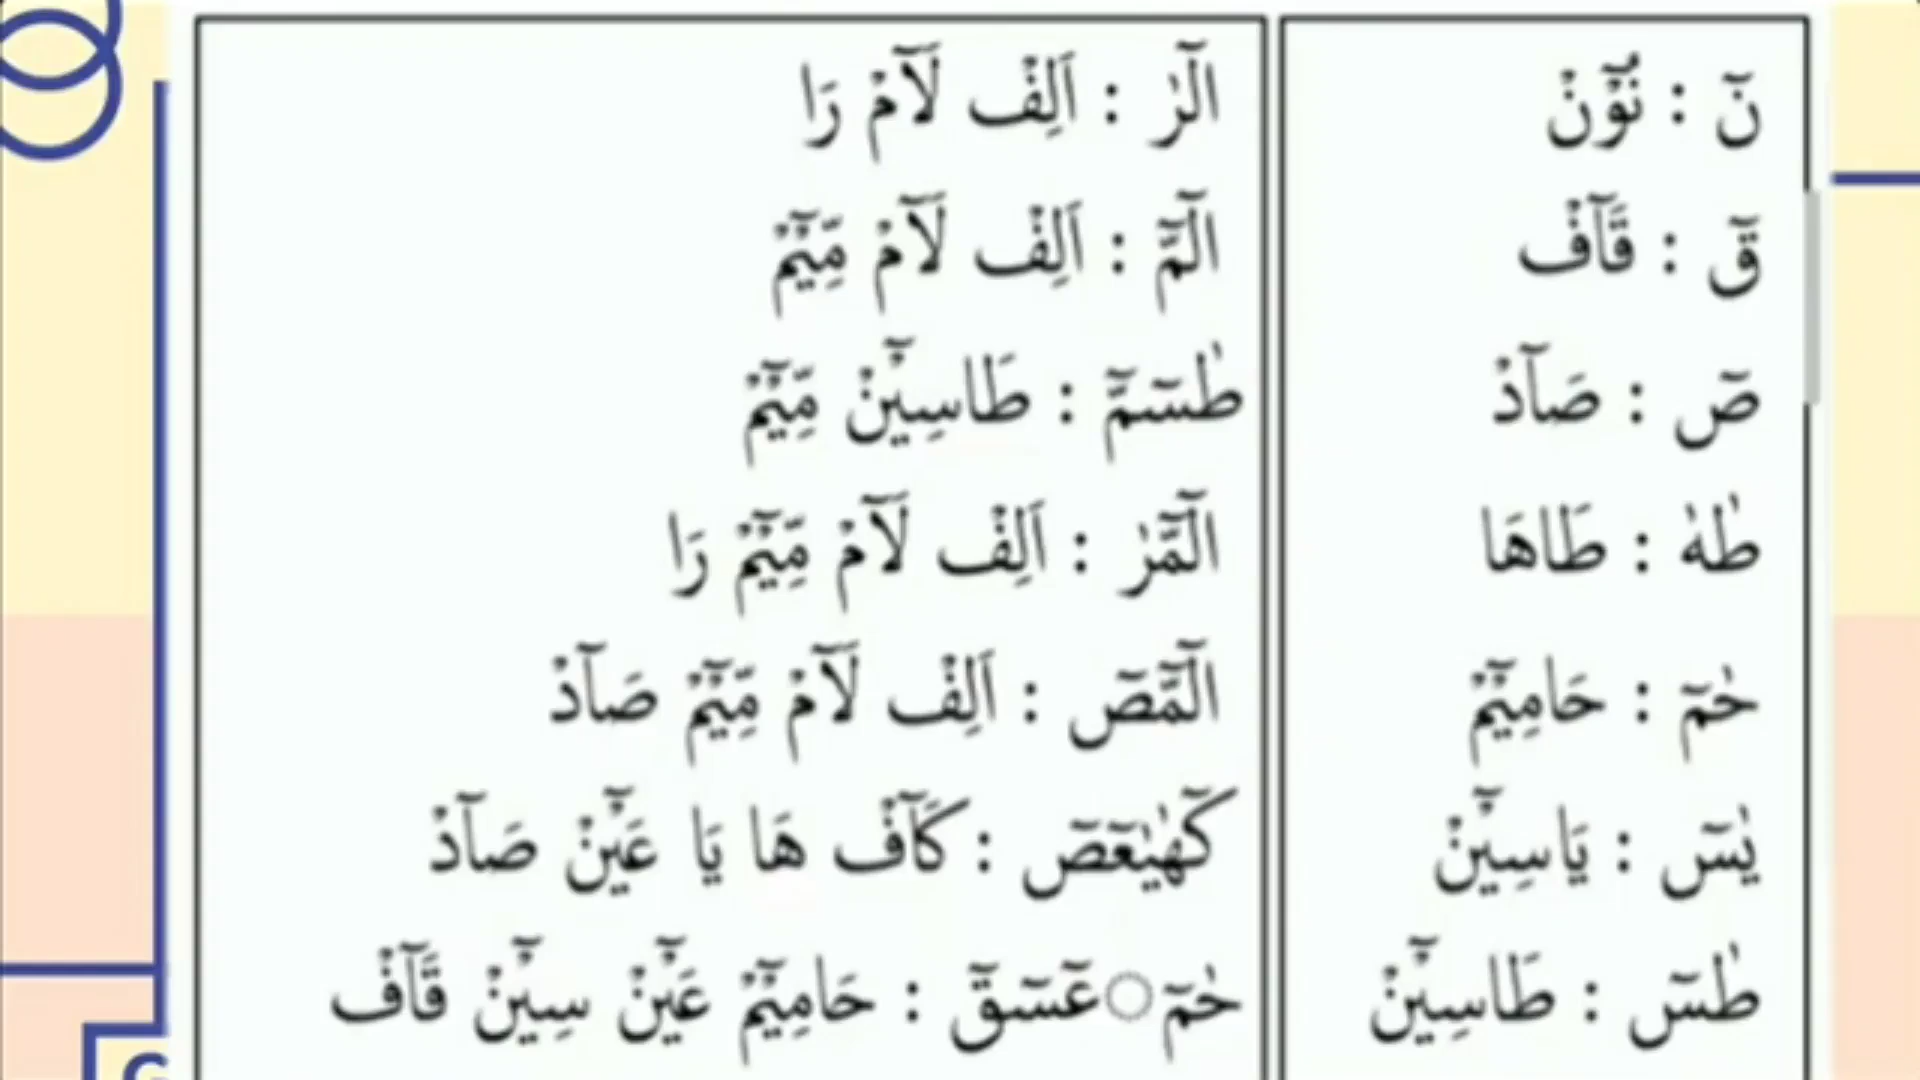 نٓ : نُوْٓنْ
قٓ : قَآفْ
صٓ : صَآدْ
طٰهٰ : طَاهَا
حٰمٓ : حَامِيْٓمْ
يٰسٓ : يَاسِيْٓنْ
طٰسٓ : طَاسِيْٓنْ
الٓرٰ : اَلِفْ لَآمْ رَا
الٓمّٓ : اَلِفْ لَآمْ مِّيْٓمْ
طٰسٓمّٓ : طَاسِيْٓنْ مِّيْٓمْ
الٓمّٓرٰ : اَلِفْ لَآمْ مِّيْٓمْ رَا
الٓمّٓصٓ : اَلِفْ لَآمْ مِّيْٓمْ صَآدْ
كٓهٰيٰعٓصٓ : كَآفْ هَا يَا عَيْٓنْ صَآدْ
حٰمٓ ۝ عٓسٓقٓ : حَامِيْٓمْ عَيْٓنْ سِيْٓنْ قَآفْ